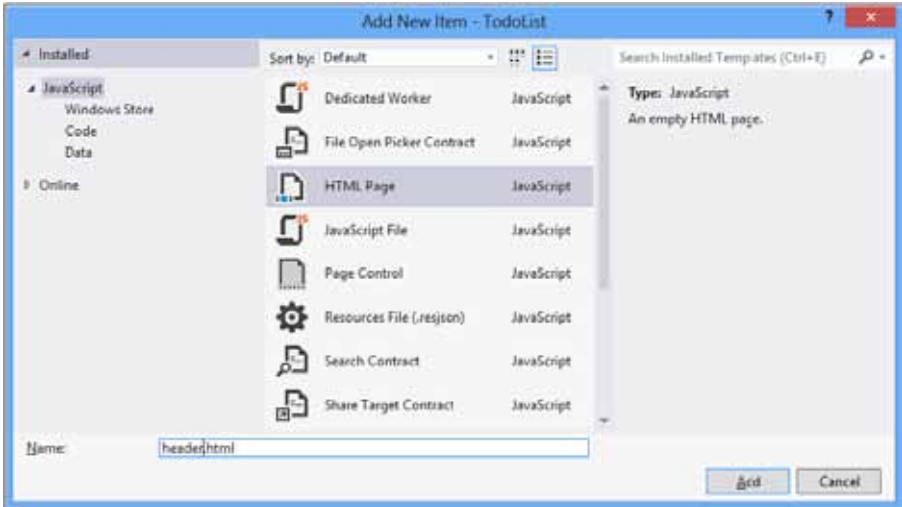 Add New Item - TodoList
? ×
Installed
Sort by: Default
Search Installed Templates (Ctrl+E)
JavaScript
Windows Store
Code
Data
Online
Dedicated Worker JavaScript
File Open Picker Contract JavaScript
HTML Page JavaScript
JavaScript File JavaScript
Page Control JavaScript
Resources File (.resjson) JavaScript
Search Contract JavaScript
Share Target Contract JavaScript
Type: JavaScript
An empty HTML page.
Name: header.html
Add Cancel